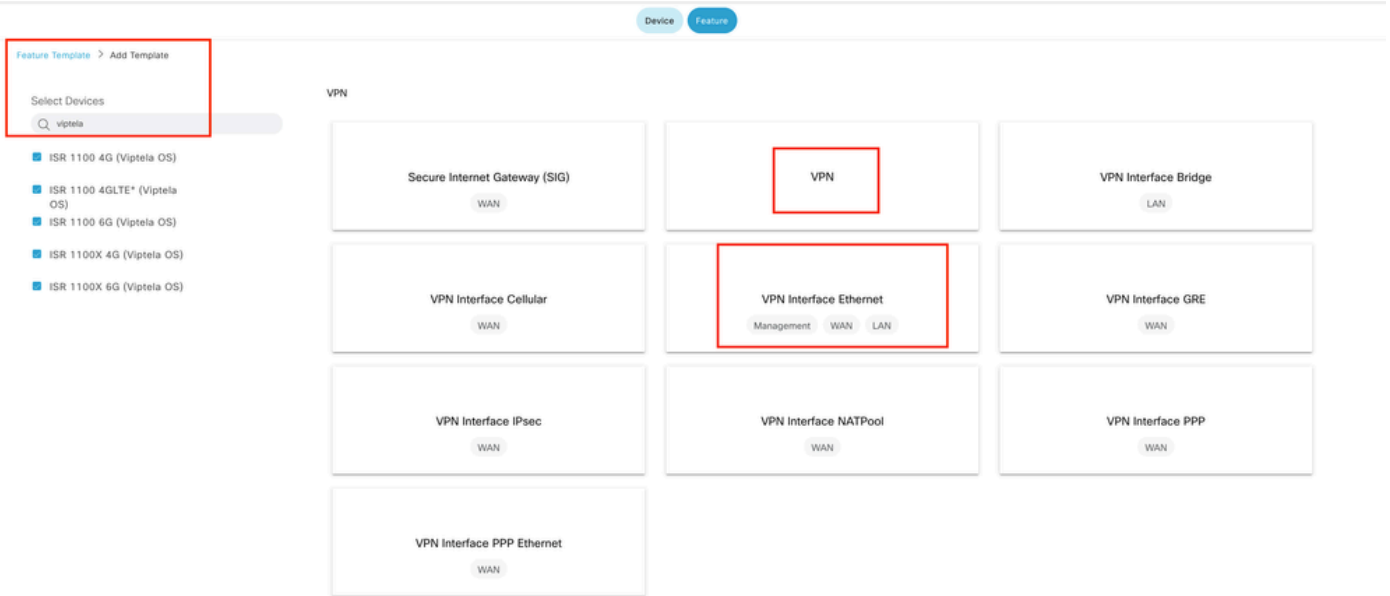 Device Feature
Feature Template > Add Template
Select Devices
viptela
ISR 1100 4G (Viptela OS)
ISR 1100 4GLTE* (Viptela
OS)
ISR 1100 6G (Viptela OS)
ISR 1100X 4G (Viptela OS)
ISR 1100X 6G (Viptela OS)
VPN
Secure Internet Gateway (SIG)
WAN
VPN
VPN Interface Bridge
LAN
VPN Interface Cellular
WAN
VPN Interface Ethernet
Management WAN LAN
VPN Interface GRE
WAN
VPN Interface IPsec
WAN
VPN Interface NATPool
WAN
VPN Interface PPP
WAN
VPN Interface PPP Ethernet
WAN